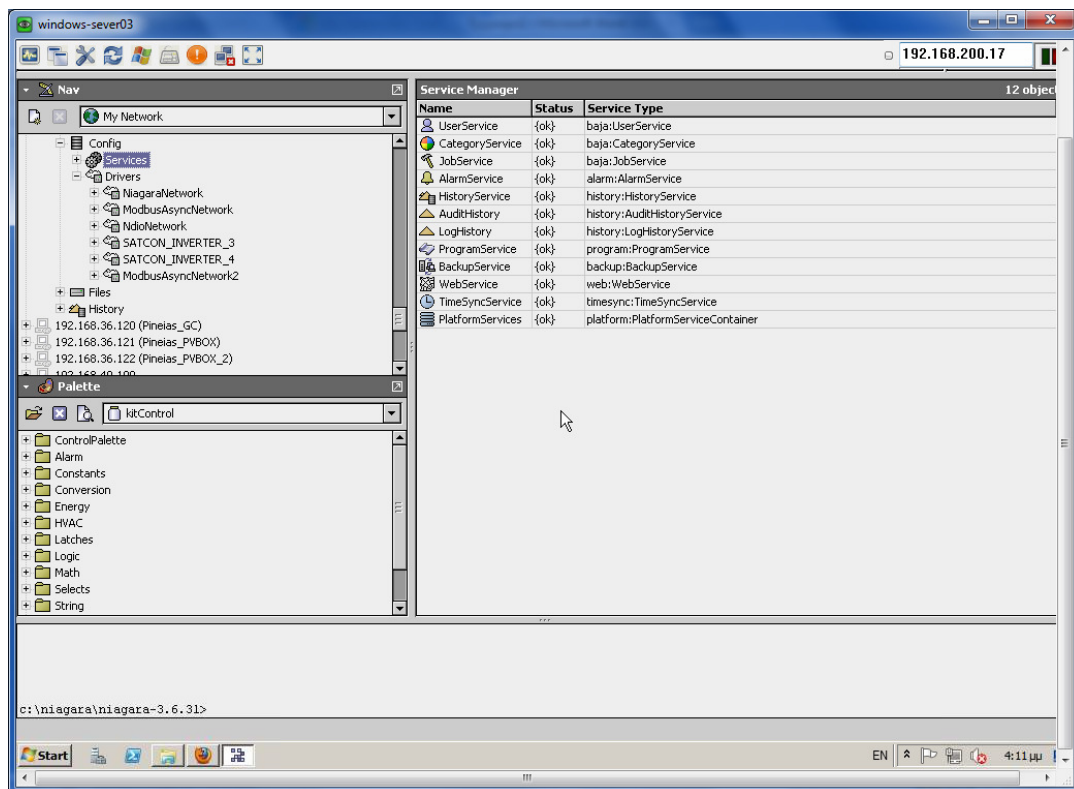 windows-sever03
192.168.200.17
Nav
My Network
Config
Services
Drivers
NiagaraNetwork
ModbusAsyncNetwork
NdioNetwork
SATCON_INVERTER_3
SATCON_INVERTER_4
ModbusAsyncNetwork2
Files
History
192.168.36.120 (Pineias_GC)
192.168.36.121 (Pineias_PVBOX)
192.168.36.122 (Pineias_PVBOX_2)
Palette
kitControl
ControlPalette
Alarm
Constants
Conversion
Energy
HVAC
Latches
Logic
Math
Selects
String
Service Manager 12 objec
Name Status Service Type
UserService {ok} baja:UserService
CategoryService {ok} baja:CategoryService
JobService {ok} baja:JobService
AlarmService {ok} alarm:AlarmService
HistoryService {ok} history:HistoryService
AuditHistory {ok} history:AuditHistoryService
LogHistory {ok} history:LogHistoryService
ProgramService {ok} program:ProgramService
BackupService {ok} backup:BackupService
WebService {ok} web:WebService
TimeSyncService {ok} timesync:TimeSyncService
PlatformServices {ok} platform:PlatformServiceContainer
c:\niagara\niagara-3.6.31>
Start EN 4:11 μμ